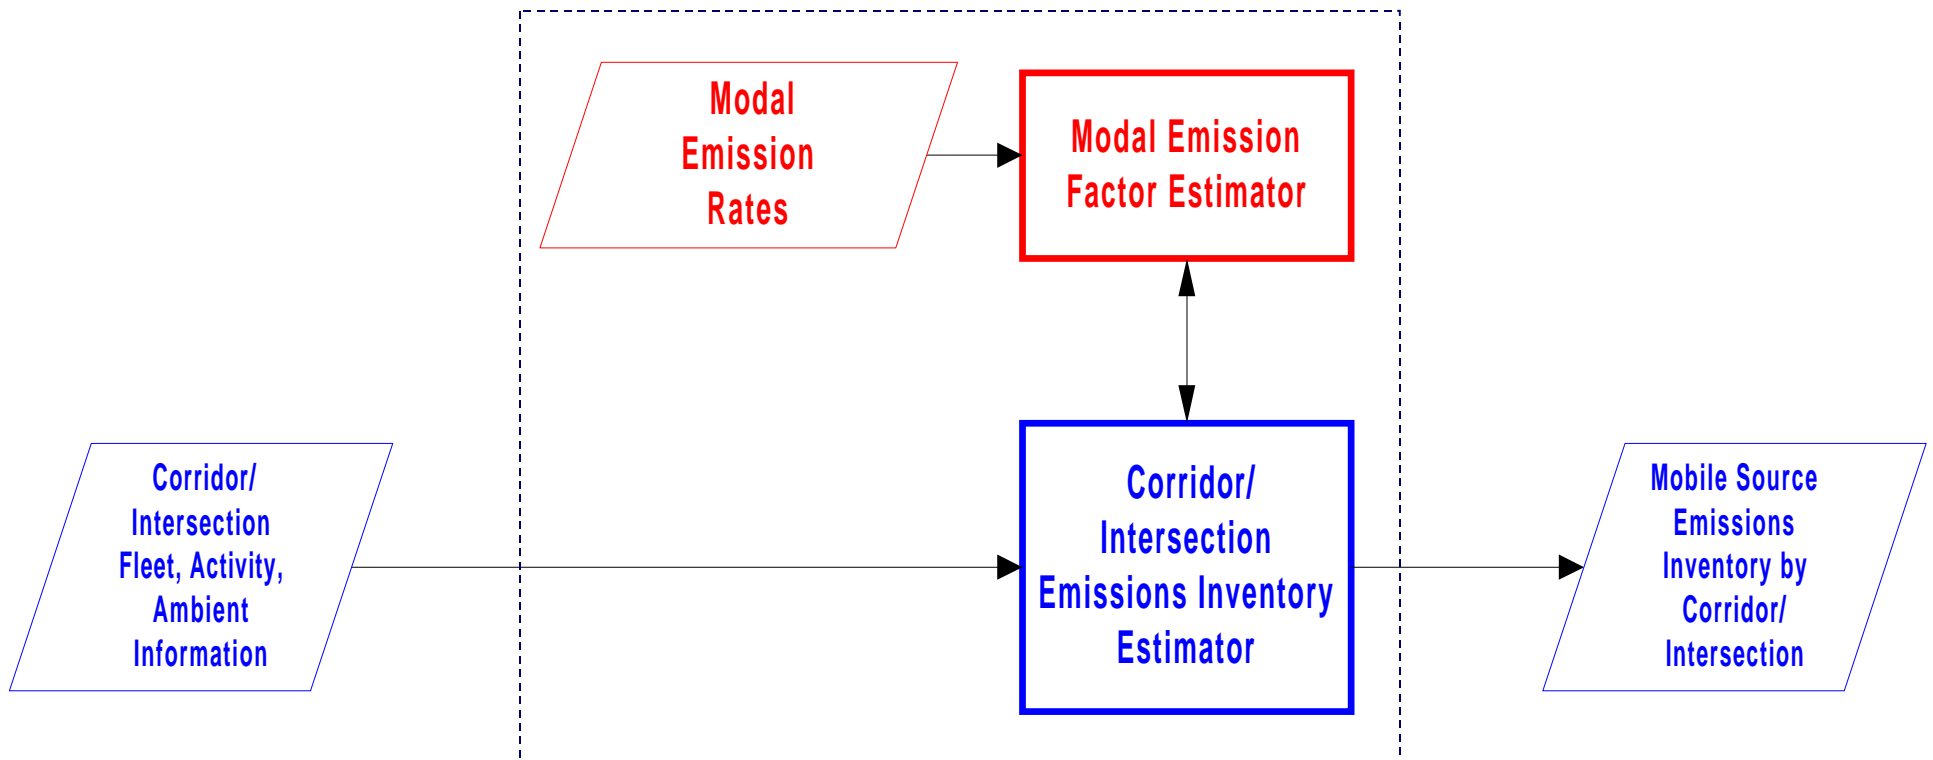 Modal
Emission
Rates
Modal Emission
Factor Estimator
Corridor/
Intersection
Fleet, Activity,
Ambient
Information
Corridor/
Intersection
Emissions Inventory
Estimator
Mobile Source
Emissions
Inventory by
Corridor/
Intersection